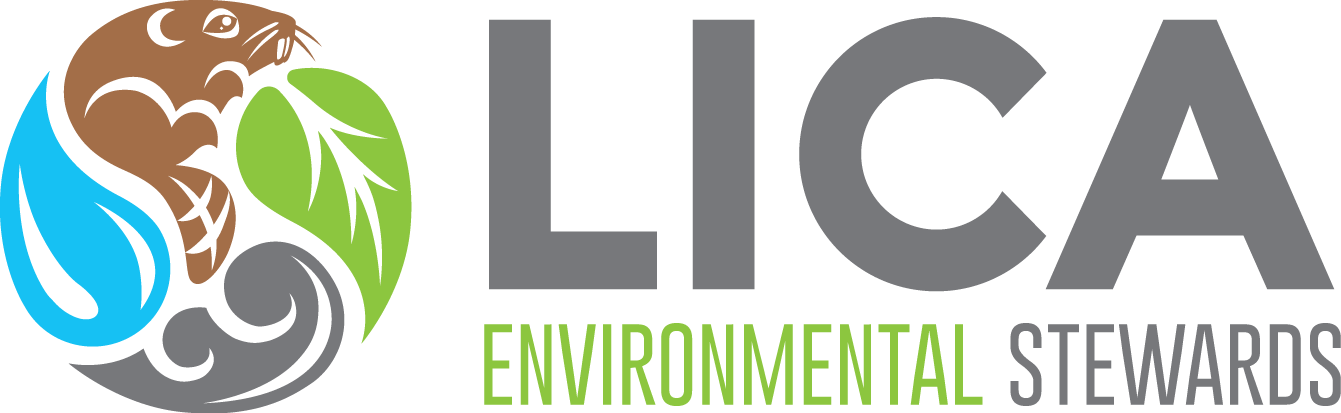 LICA
ENVIRONMENTAL STEWARDS